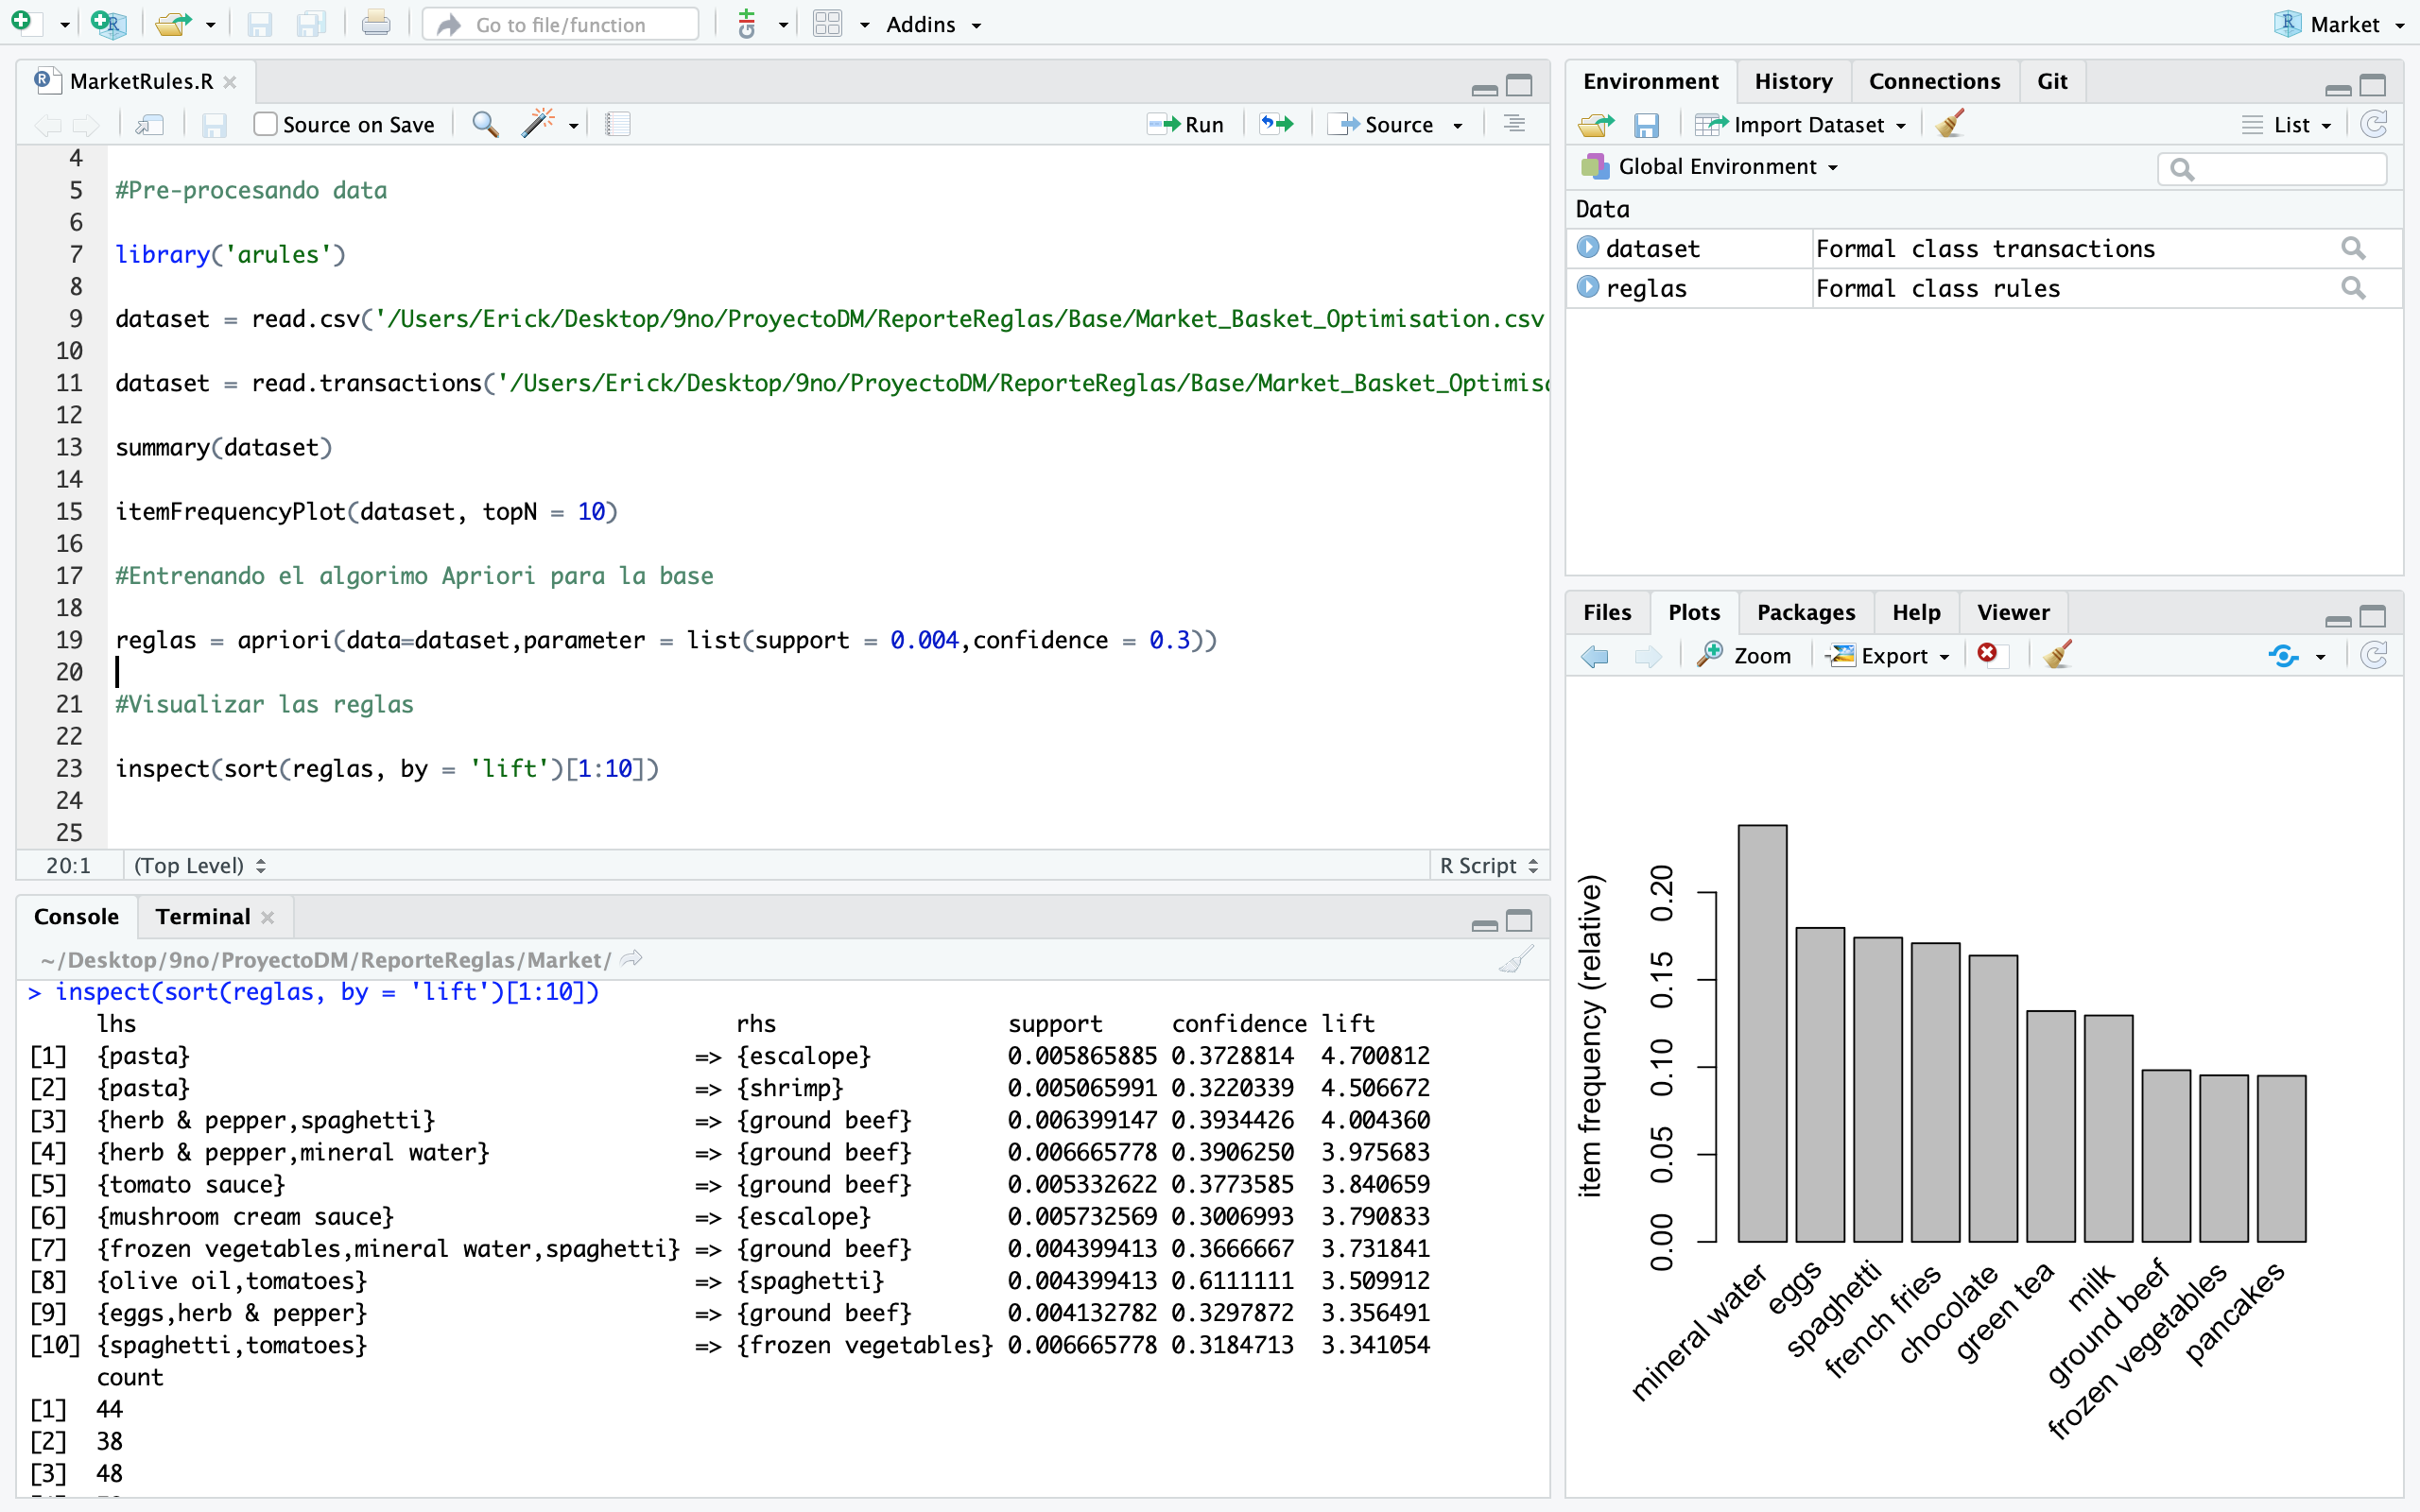 Go to file/function
Addins
Market
MarketRules.R
Source on Save
Run
Source
4
5 #Pre-procesando data
6
7 library('arules')
8
9 dataset = read.csv('/Users/Erick/Desktop/9no/ProyectoDM/ReporteReglas/Base/Market_Basket_Optimisation.csv
10
11 dataset = read.transactions('/Users/Erick/Desktop/9no/ProyectoDM/ReporteReglas/Base/Market_Basket_Optimis
12
13 summary(dataset)
14
15 itemFrequencyPlot(dataset, topN = 10)
16
17 #Entrenando el algorimo Apriori para la base
18
19 reglas = apriori(data=dataset,parameter = list(support = 0.004,confidence = 0.3))
20
21 #Visualizar las reglas
22
23 inspect(sort(reglas, by = 'lift')[1:10])
24
25
20:1 (Top Level) R Script
Console Terminal
~/Desktop/9no/ProyectoDM/ReporteReglas/Market/
> inspect(sort(reglas, by = 'lift')[1:10])
lhs rhs support confidence lift
[1] {pasta} => {escalope} 0.005865885 0.3728814 4.700812
[2] {pasta} => {shrimp} 0.005065991 0.3220339 4.506672
[3] {herb & pepper,spaghetti} => {ground beef} 0.006399147 0.3934426 4.004360
[4] {herb & pepper,mineral water} => {ground beef} 0.006665778 0.3906250 3.975683
[5] {tomato sauce} => {ground beef} 0.005332622 0.3773585 3.840659
[6] {mushroom cream sauce} => {escalope} 0.005732569 0.3006993 3.790833
[7] {frozen vegetables,mineral water,spaghetti} => {ground beef} 0.004399413 0.3666667 3.731841
[8] {olive oil,tomatoes} => {spaghetti} 0.004399413 0.6111111 3.509912
[9] {eggs,herb & pepper} => {ground beef} 0.004132782 0.3297872 3.356491
[10] {spaghetti,tomatoes} => {frozen vegetables} 0.006665778 0.3184713 3.341054
count
[1] 44
[2] 38
[3] 48
Environment History Connections Git
Import Dataset List
Global Environment
Data
dataset Formal class transactions
reglas Formal class rules
Files Plots Packages Help Viewer
Zoom Export
item frequency (relative)
0.20
0.15
0.10
0.05
0.00
mineral water
eggs
spaghetti
french fries
chocolate
green tea
milk
ground beef
frozen vegetables
pancakes